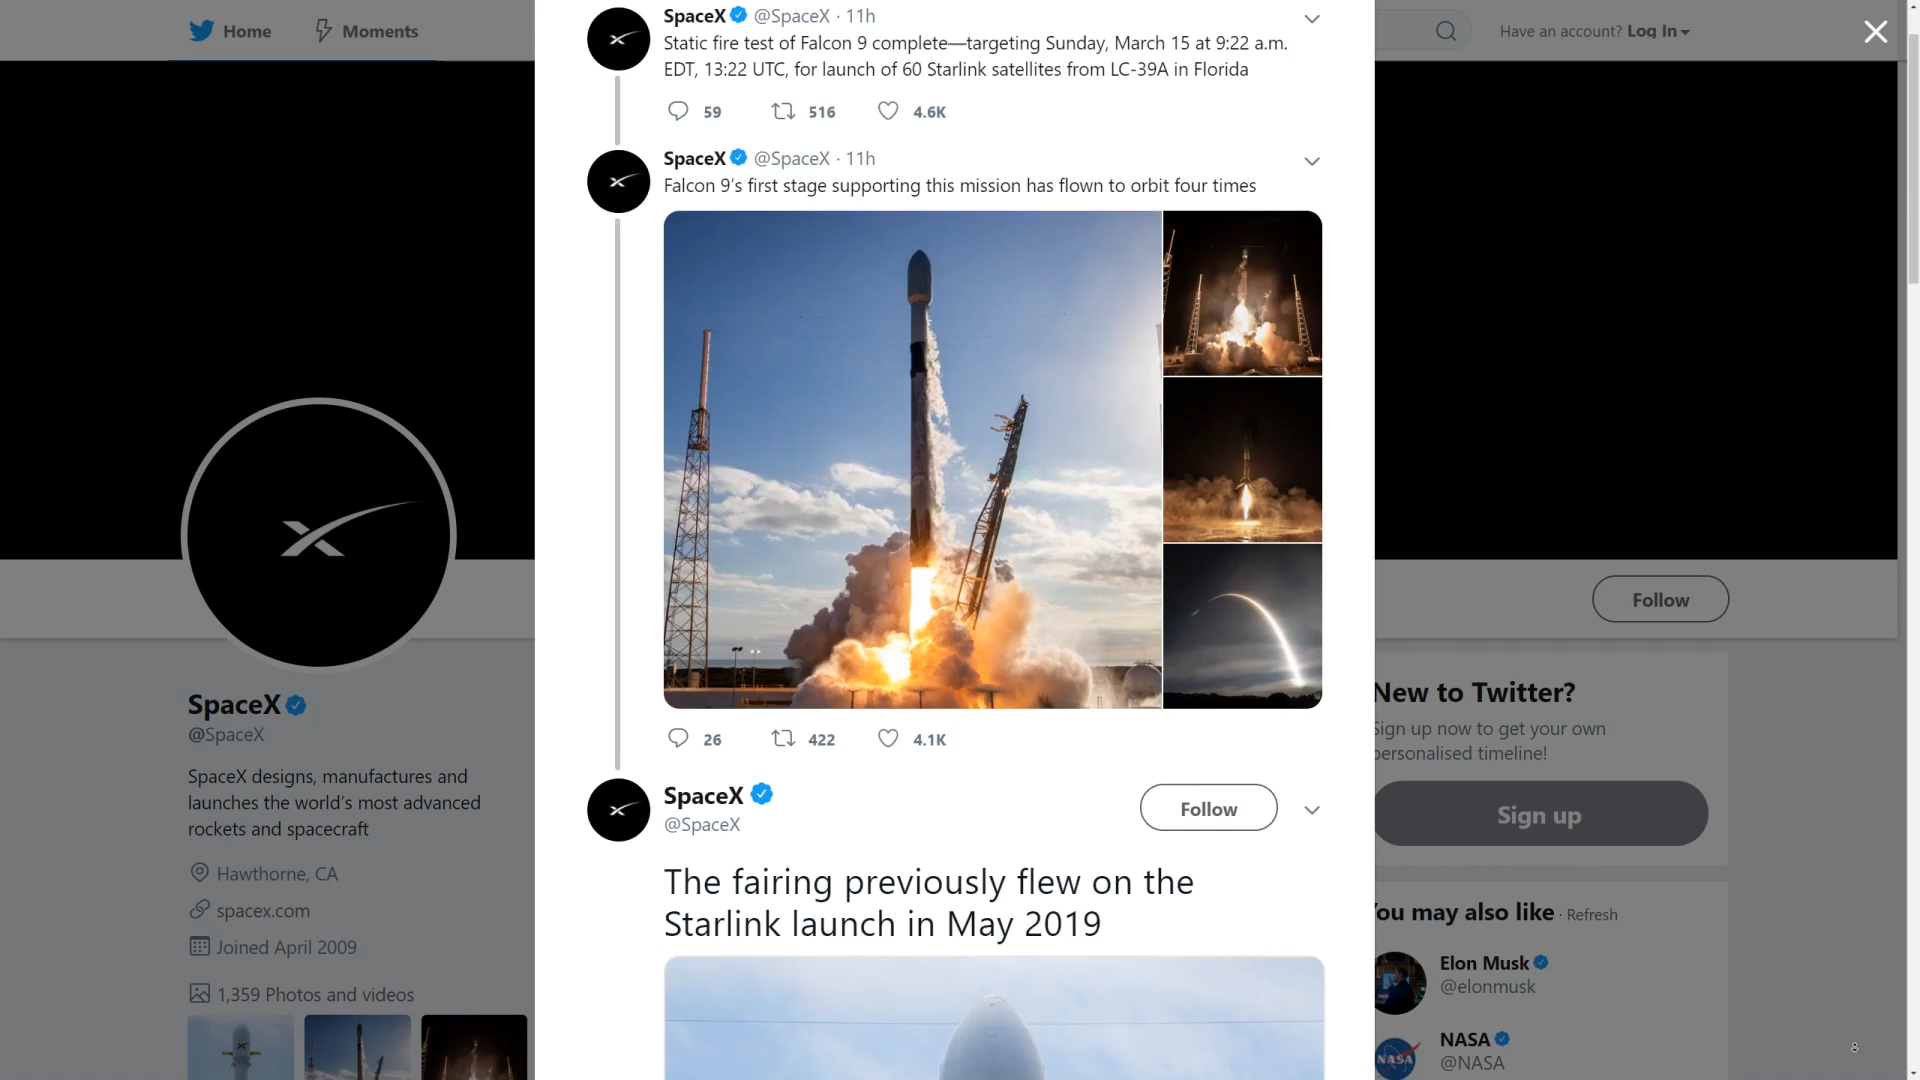 Home
Moments
Have an account? Log In
SpaceX @SpaceX · 11h
Static fire test of Falcon 9 complete—targeting Sunday, March 15 at 9:22 a.m.
EDT, 13:22 UTC, for launch of 60 Starlink satellites from LC-39A in Florida
59 516 4.6K
SpaceX @SpaceX · 11h
Falcon 9’s first stage supporting this mission has flown to orbit four times
26 422 4.1K
SpaceX
@SpaceX
Follow
The fairing previously flew on the
Starlink launch in May 2019
SpaceX
@SpaceX
SpaceX designs, manufactures and
launches the world’s most advanced
rockets and spacecraft
Hawthorne, CA
spacex.com
Joined April 2009
1,359 Photos and videos
Follow
New to Twitter?
Sign up now to get your own
personalised timeline!
Sign up
You may also like · Refresh
Elon Musk
@elonmusk
NASA
NASA
@NASA